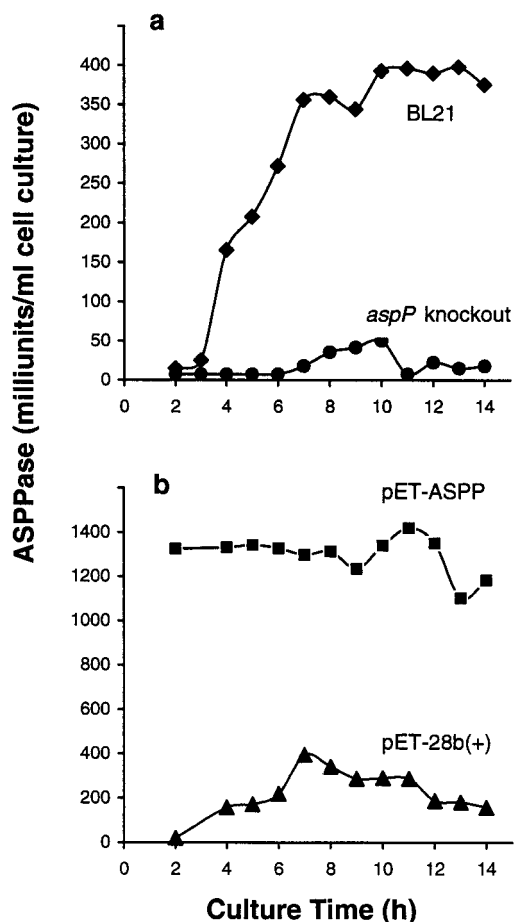 a
ASPPase (milliunits/ml cell culture)
400
350
300
250
200
150
100
50
0
BL21
aspP knockout
0 2 4 6 8 10 12 14
b
1400
1200
1000
800
600
400
200
0
pET-ASPP
pET-28b(+)
0 2 4 6 8 10 12 14
Culture Time (h)